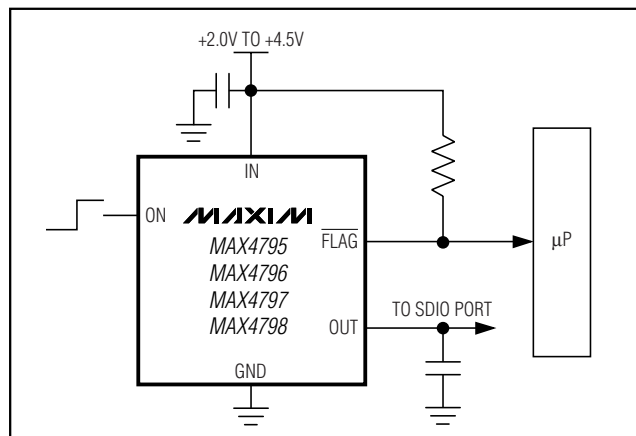 +2.0V TO +4.5V
IN
ON
MAXIM
MAX4795
MAX4796
MAX4797
MAX4798
FLAG
μP
OUT
TO SDIO PORT
GND